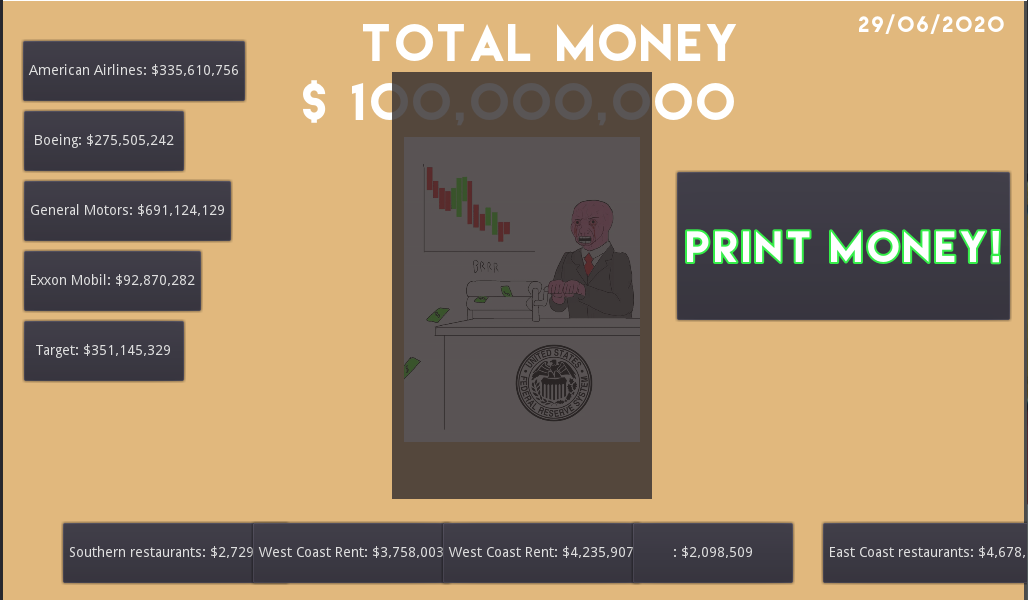 29/06/2020
TOTAL MONEY
$ 100,000,000
American Airlines: $335,610,756
Boeing: $275,505,242
General Motors: $691,124,129
Exxon Mobil: $92,870,282
Target: $351,145,329
PRINT MONEY!
BRRR
UNITED STATES
FEDERAL RESERVE SYSTEM
Southern restaurants: $2,729
West Coast Rent: $3,758,003
West Coast Rent: $4,235,907
: $2,098,509
East Coast restaurants: $4,678,